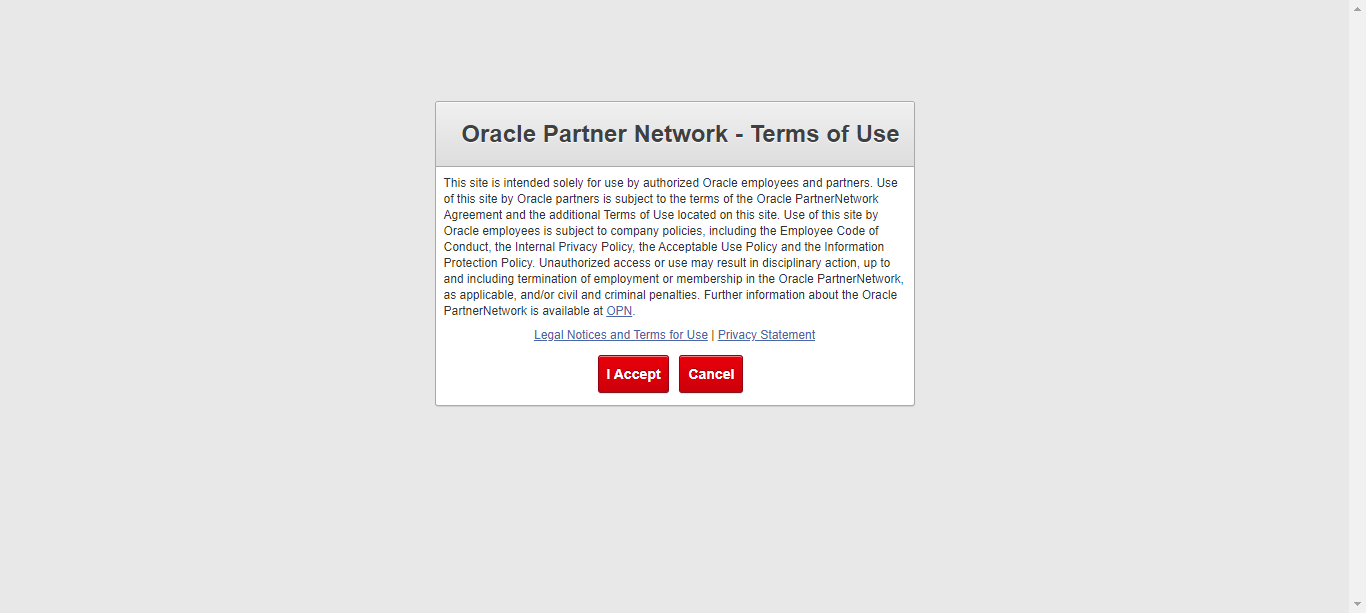 Oracle Partner Network - Terms of Use
This site is intended solely for use by authorized Oracle employees and partners. Use
of this site by Oracle partners is subject to the terms of the Oracle PartnerNetwork
Agreement and the additional Terms of Use located on this site. Use of this site by
Oracle employees is subject to company policies, including the Employee Code of
Conduct, the Internal Privacy Policy, the Acceptable Use Policy and the Information
Protection Policy. Unauthorized access or use may result in disciplinary action, up to
and including termination of employment or membership in the Oracle PartnerNetwork,
as applicable, and/or civil and criminal penalties. Further information about the Oracle
PartnerNetwork is available at OPN.
Legal Notices and Terms for Use | Privacy Statement
I Accept Cancel